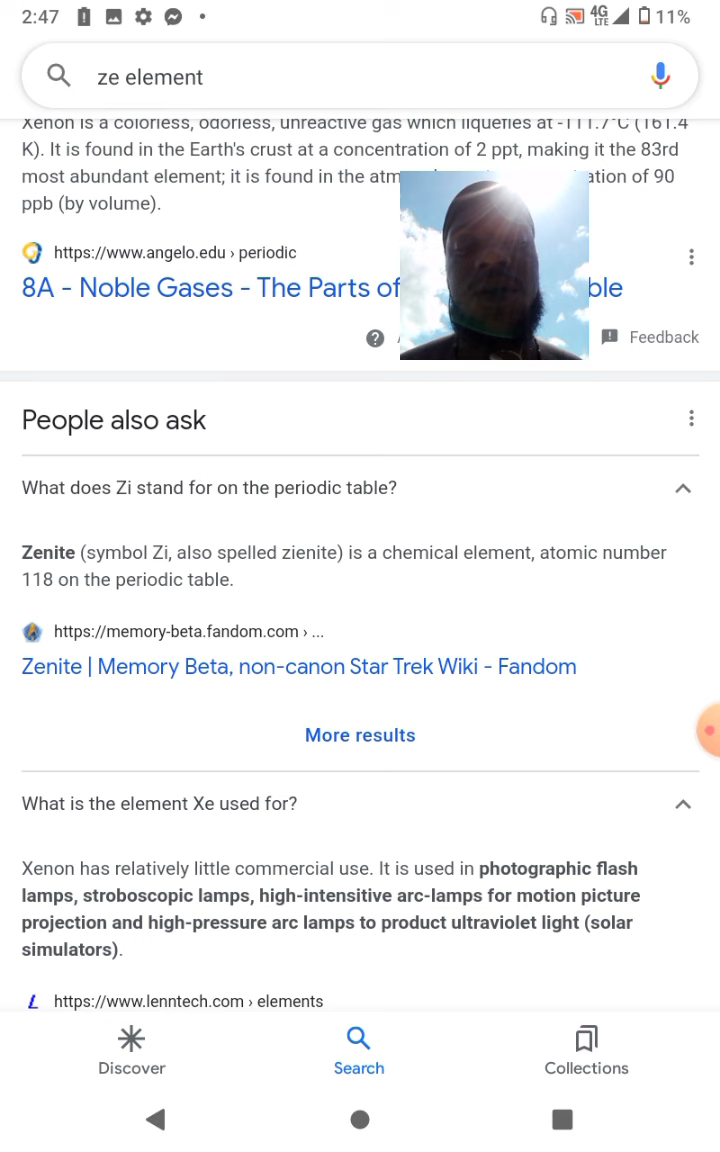 2:47 4G LTE 11%
ze element
Xenon is a colorless, odorless, unreactive gas which liquefies at -111.7°C (161.4
K). It is found in the Earth's crust at a concentration of 2 ppt, making it the 83rd
most abundant element; it is found in the ation of 90
ppb (by volume).
https://www.angelo.edu › periodic
8A - Noble Gases - The Parts of ble
Feedback
People also ask
What does Zi stand for on the periodic table?
Zenite (symbol Zi, also spelled zienite) is a chemical element, atomic number
118 on the periodic table.
https://memory-beta.fandom.com › ...
Zenite | Memory Beta, non-canon Star Trek Wiki - Fandom
More results
What is the element Xe used for?
Xenon has relatively little commercial use. It is used in photographic flash
lamps, stroboscopic lamps, high-intensitive arc-lamps for motion picture
projection and high-pressure arc lamps to product ultraviolet light (solar
simulators).
https://www.lenntech.com › elements
Discover Search Collections